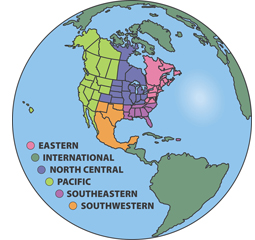 EASTERN
INTERNATIONAL
NORTH CENTRAL
PACIFIC
SOUTHEASTERN
SOUTHWESTERN